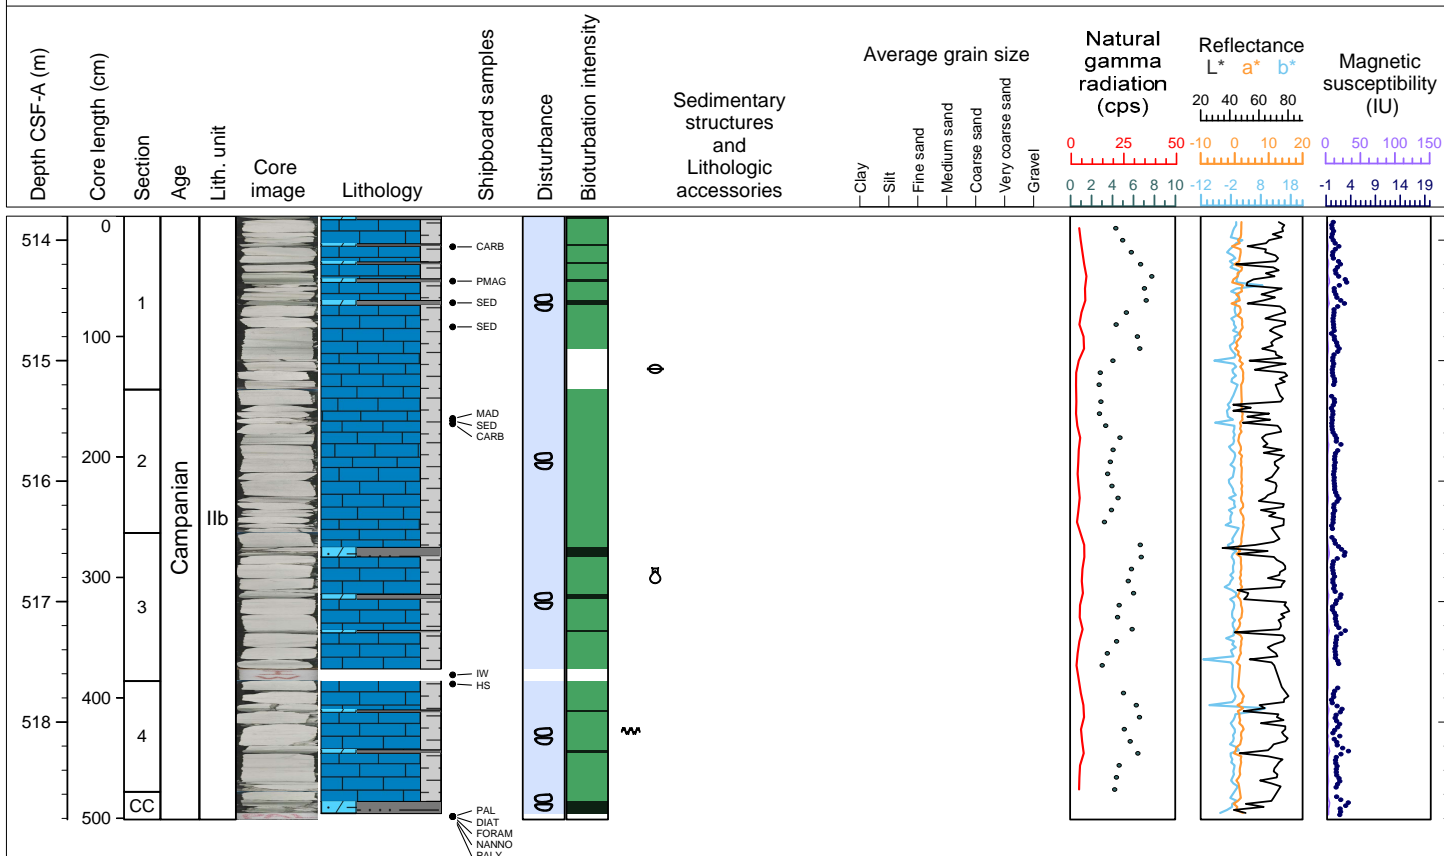 Depth CSF-A (m)
Core length (cm)
Section
Age
Lith. unit
Core
image
Lithology
Shipboard samples
Disturbance
Bioturbation intensity
Sedimentary
structures
and
Lithologic
accessories
Average grain size
Clay
Silt
Fine sand
Medium sand
Coarse sand
Very coarse sand
Gravel
Natural
gamma
radiation
(cps)
0 25 50
0 2 4 6 8 10
Reflectance
L* a* b*
20 40 60 80
-10 0 10 20
-12 -2 8 18
Magnetic
susceptibility
(IU)
0 50 100 150
-1 4 9 14 19
514
515
516
517
518
0
100
200
300
400
500
1
2
3
4
CC
Campanian
IIb
CARB
PMAG
SED
SED
MAD
SED
CARB
IW
HS
PAL
DIAT
FORAM
NANNO
PALY